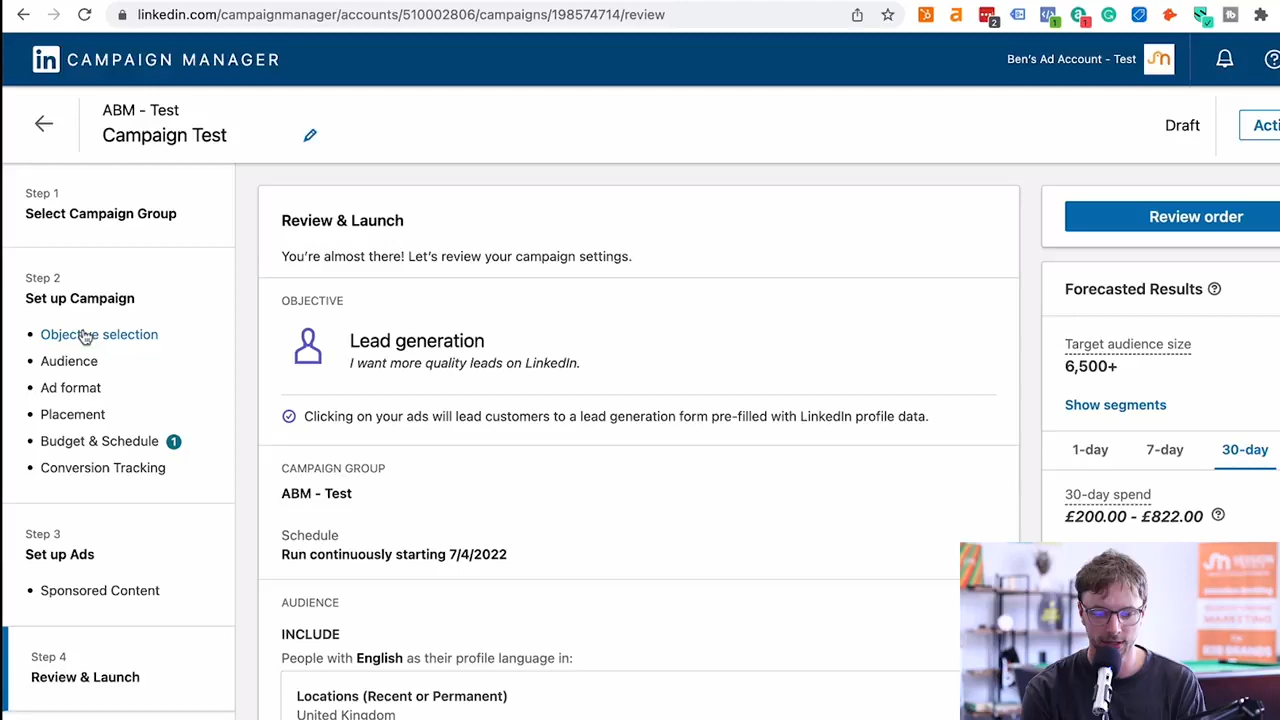 linkedin.com/campaignmanager/accounts/510002806/campaigns/198574714/review
2
1
1
in CAMPAIGN MANAGER
Ben's Ad Account - Test
ABM - Test
Campaign Test
Draft
Acti
Step 1
Select Campaign Group
Step 2
Set up Campaign
• Objective selection
• Audience
• Ad format
• Placement
• Budget & Schedule 1
• Conversion Tracking
Step 3
Set up Ads
• Sponsored Content
Step 4
Review & Launch
Review & Launch
You're almost there! Let's review your campaign settings.
OBJECTIVE
Lead generation
I want more quality leads on LinkedIn.
Clicking on your ads will lead customers to a lead generation form pre-filled with LinkedIn profile data.
CAMPAIGN GROUP
ABM - Test
Schedule
Run continuously starting 7/4/2022
AUDIENCE
INCLUDE
People with English as their profile language in:
Locations (Recent or Permanent)
United Kingdom
Review order
Forecasted Results
Target audience size
6,500+
Show segments
1-day
7-day
30-day
30-day spend
£200.00 - £822.00
MARKETING